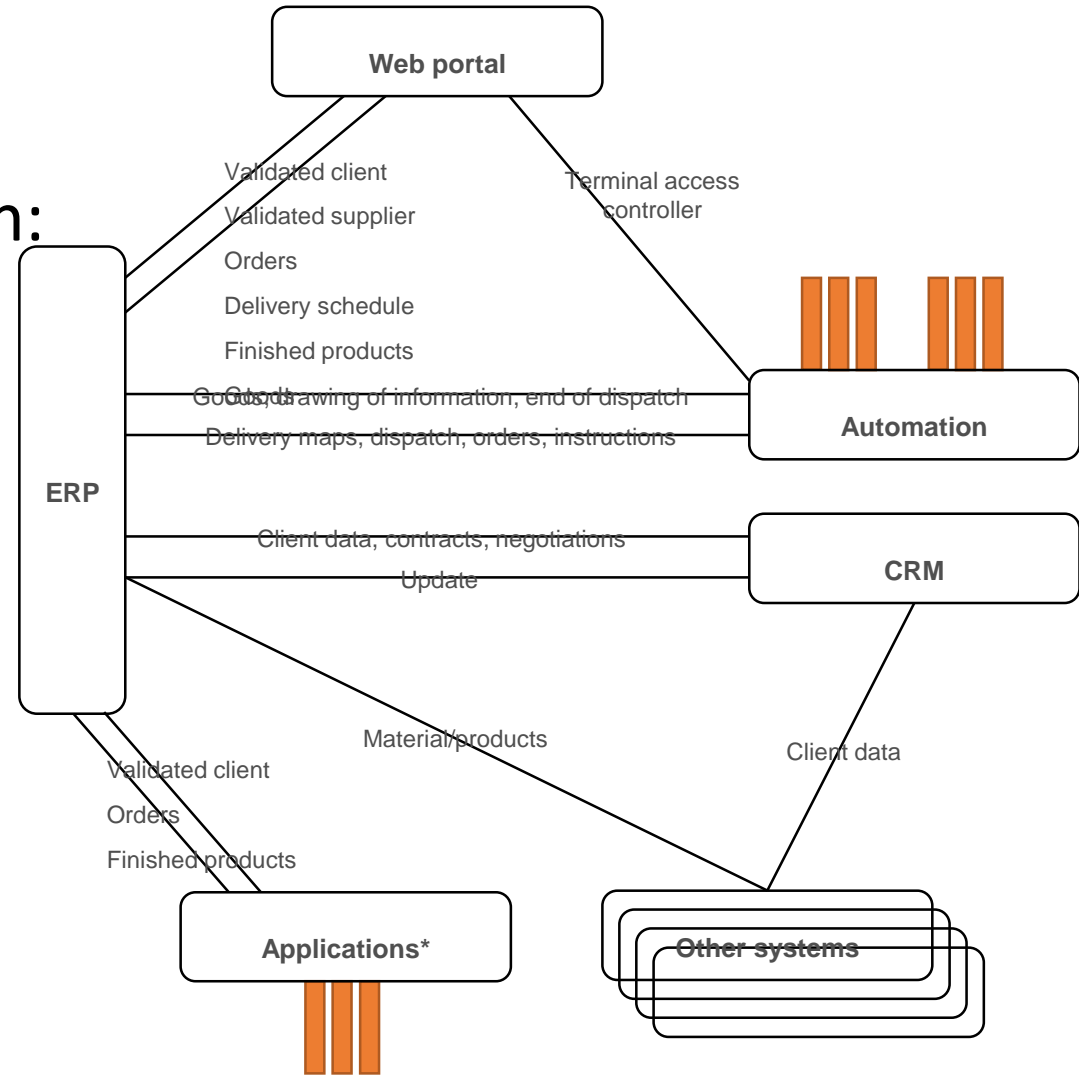 Web portal
Validated client
Terminal access
controller
n:
Validated supplier
Orders
Delivery schedule
Finished products
Goods
Goods, drawing of information, end of dispatch
Automation
Delivery maps, dispatch, orders, instructions
ERP
Client data, contracts, negotiations
CRM
Update
Material/products
Client data
Validated client
Orders
Finished products
Applications*
Other systems